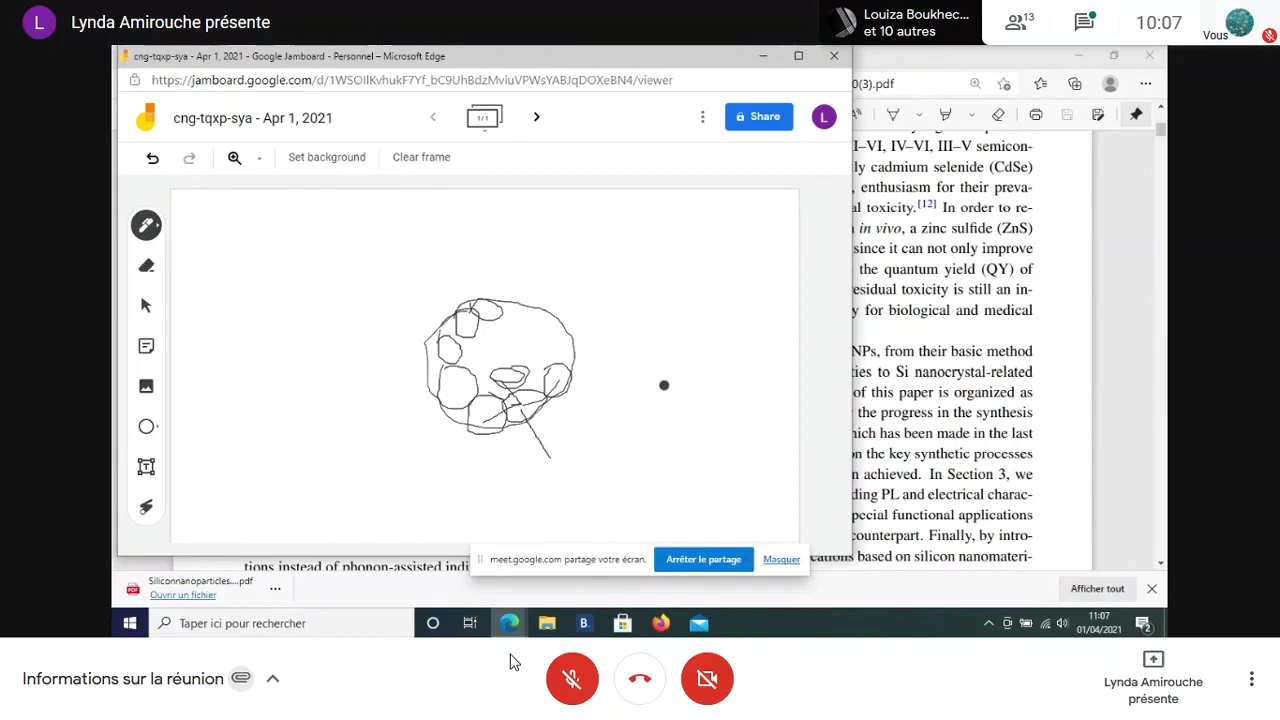 L Lynda Amirouche présente
Louiza Boukhec...
et 10 autres
13
10:07
Vous
cng-tqxp-sya - Apr 1, 2021 - Google Jamboard - Personnel – Microsoft Edge
https://jamboard.google.com/d/1WSOIlKvhukF7Yf_bC9UhBdzMviuVPWsYABJqDOXeBN4/viewer
0(3).pdf
cng-tqxp-sya - Apr 1, 2021
1/1
Share
L
Set background
Clear frame
I–VI, IV–VI, III–V semicon-
ly cadmium selenide (CdSe)
, enthusiasm for their preva-
al toxicity.[12] In order to re-
in vivo, a zinc sulfide (ZnS)
since it can not only improve
the quantum yield (QY) of
residual toxicity is still an in-
y for biological and medical
NPs, from their basic method
ties to Si nanocrystal-related
of this paper is organized as
the progress in the synthesis
hich has been made in the last
on the key synthetic processes
n achieved. In Section 3, we
ding PL and electrical charac-
special functional applications
counterpart. Finally, by intro-
cations based on silicon nanomateri-
tions instead of phonon-assisted indi
meet.google.com partage votre écran.
Arrêter le partage
Masquer
PDF
Siliconnanoparticles....pdf
Ouvrir un fichier
Afficher tout
Taper ici pour rechercher
B.
11:07
01/04/2021
2
Informations sur la réunion
Lynda Amirouche
présente